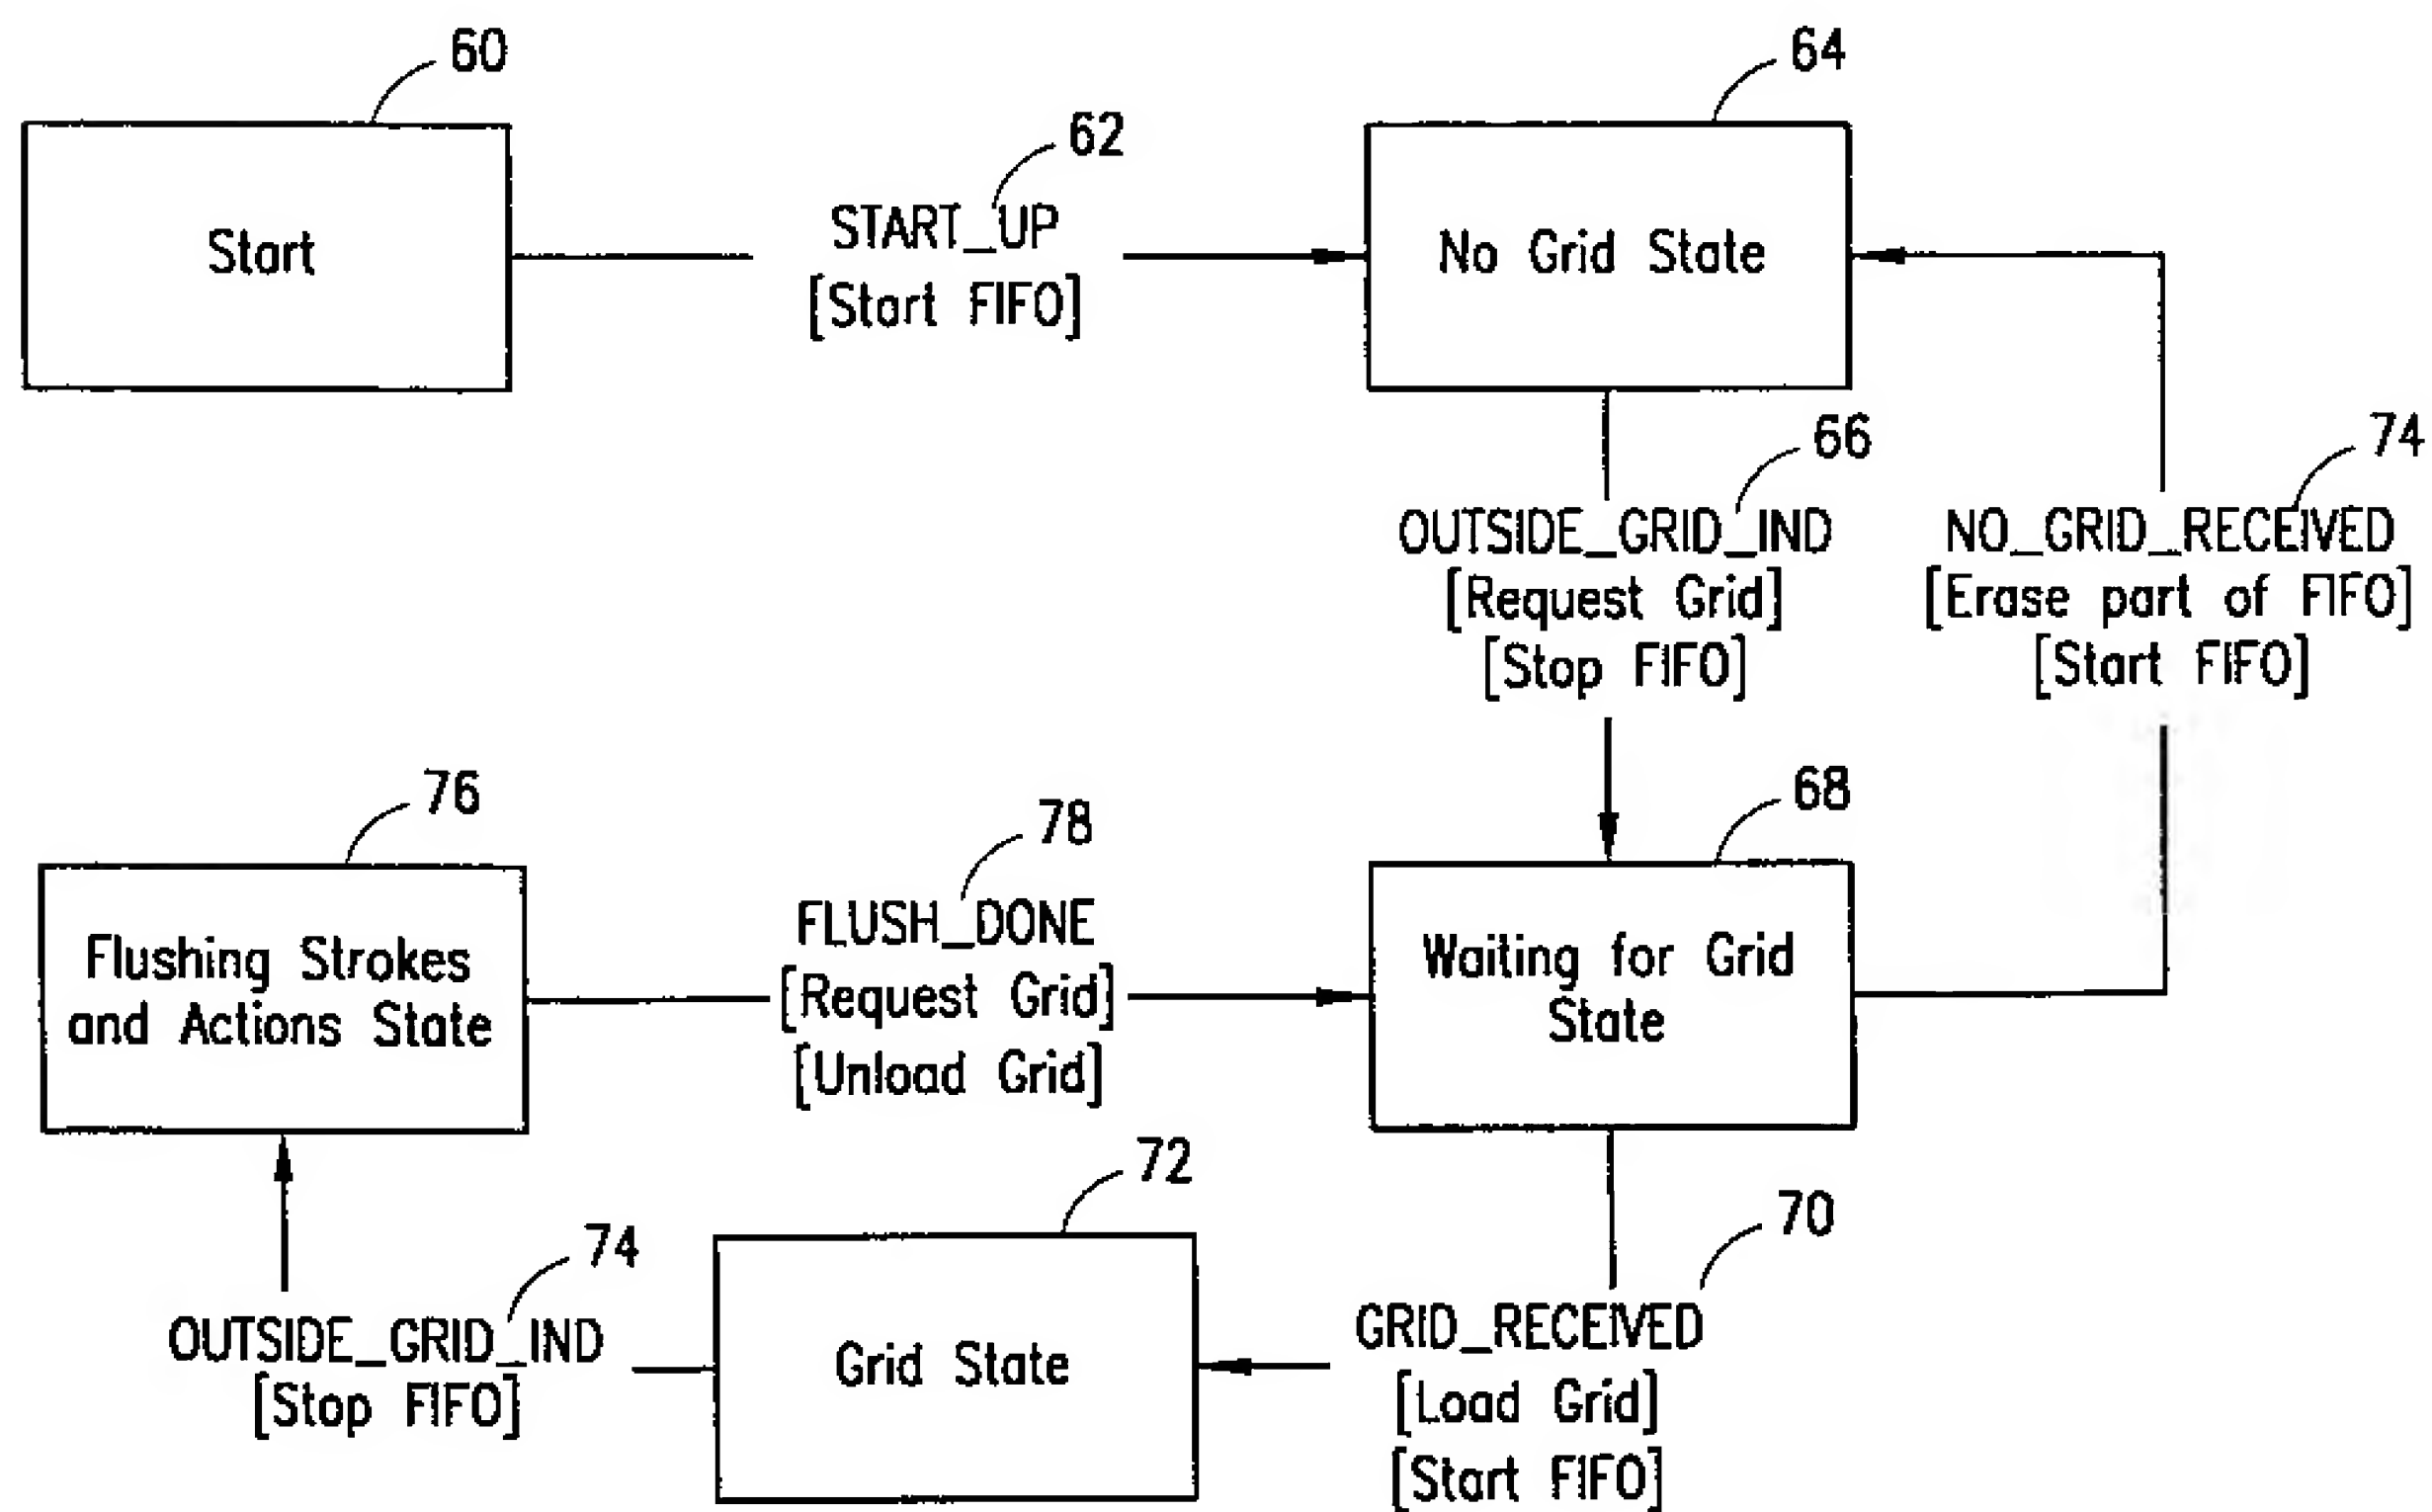 60
Start
62
START_UP
[Start FIFO]
64
No Grid State
66
OUTSIDE_GRID_IND
[Request Grid]
[Stop FIFO]
74
NO_GRID_RECEIVED
[Erase part of FIFO]
[Start FIFO]
76
Flushing Strokes
and Actions State
78
FLUSH_DONE
[Request Grid]
[Unload Grid]
68
Waiting for Grid
State
74
OUTSIDE_GRID_IND
[Stop FIFO]
72
Grid State
70
GRID_RECEIVED
[Load Grid]
[Start FIFO]